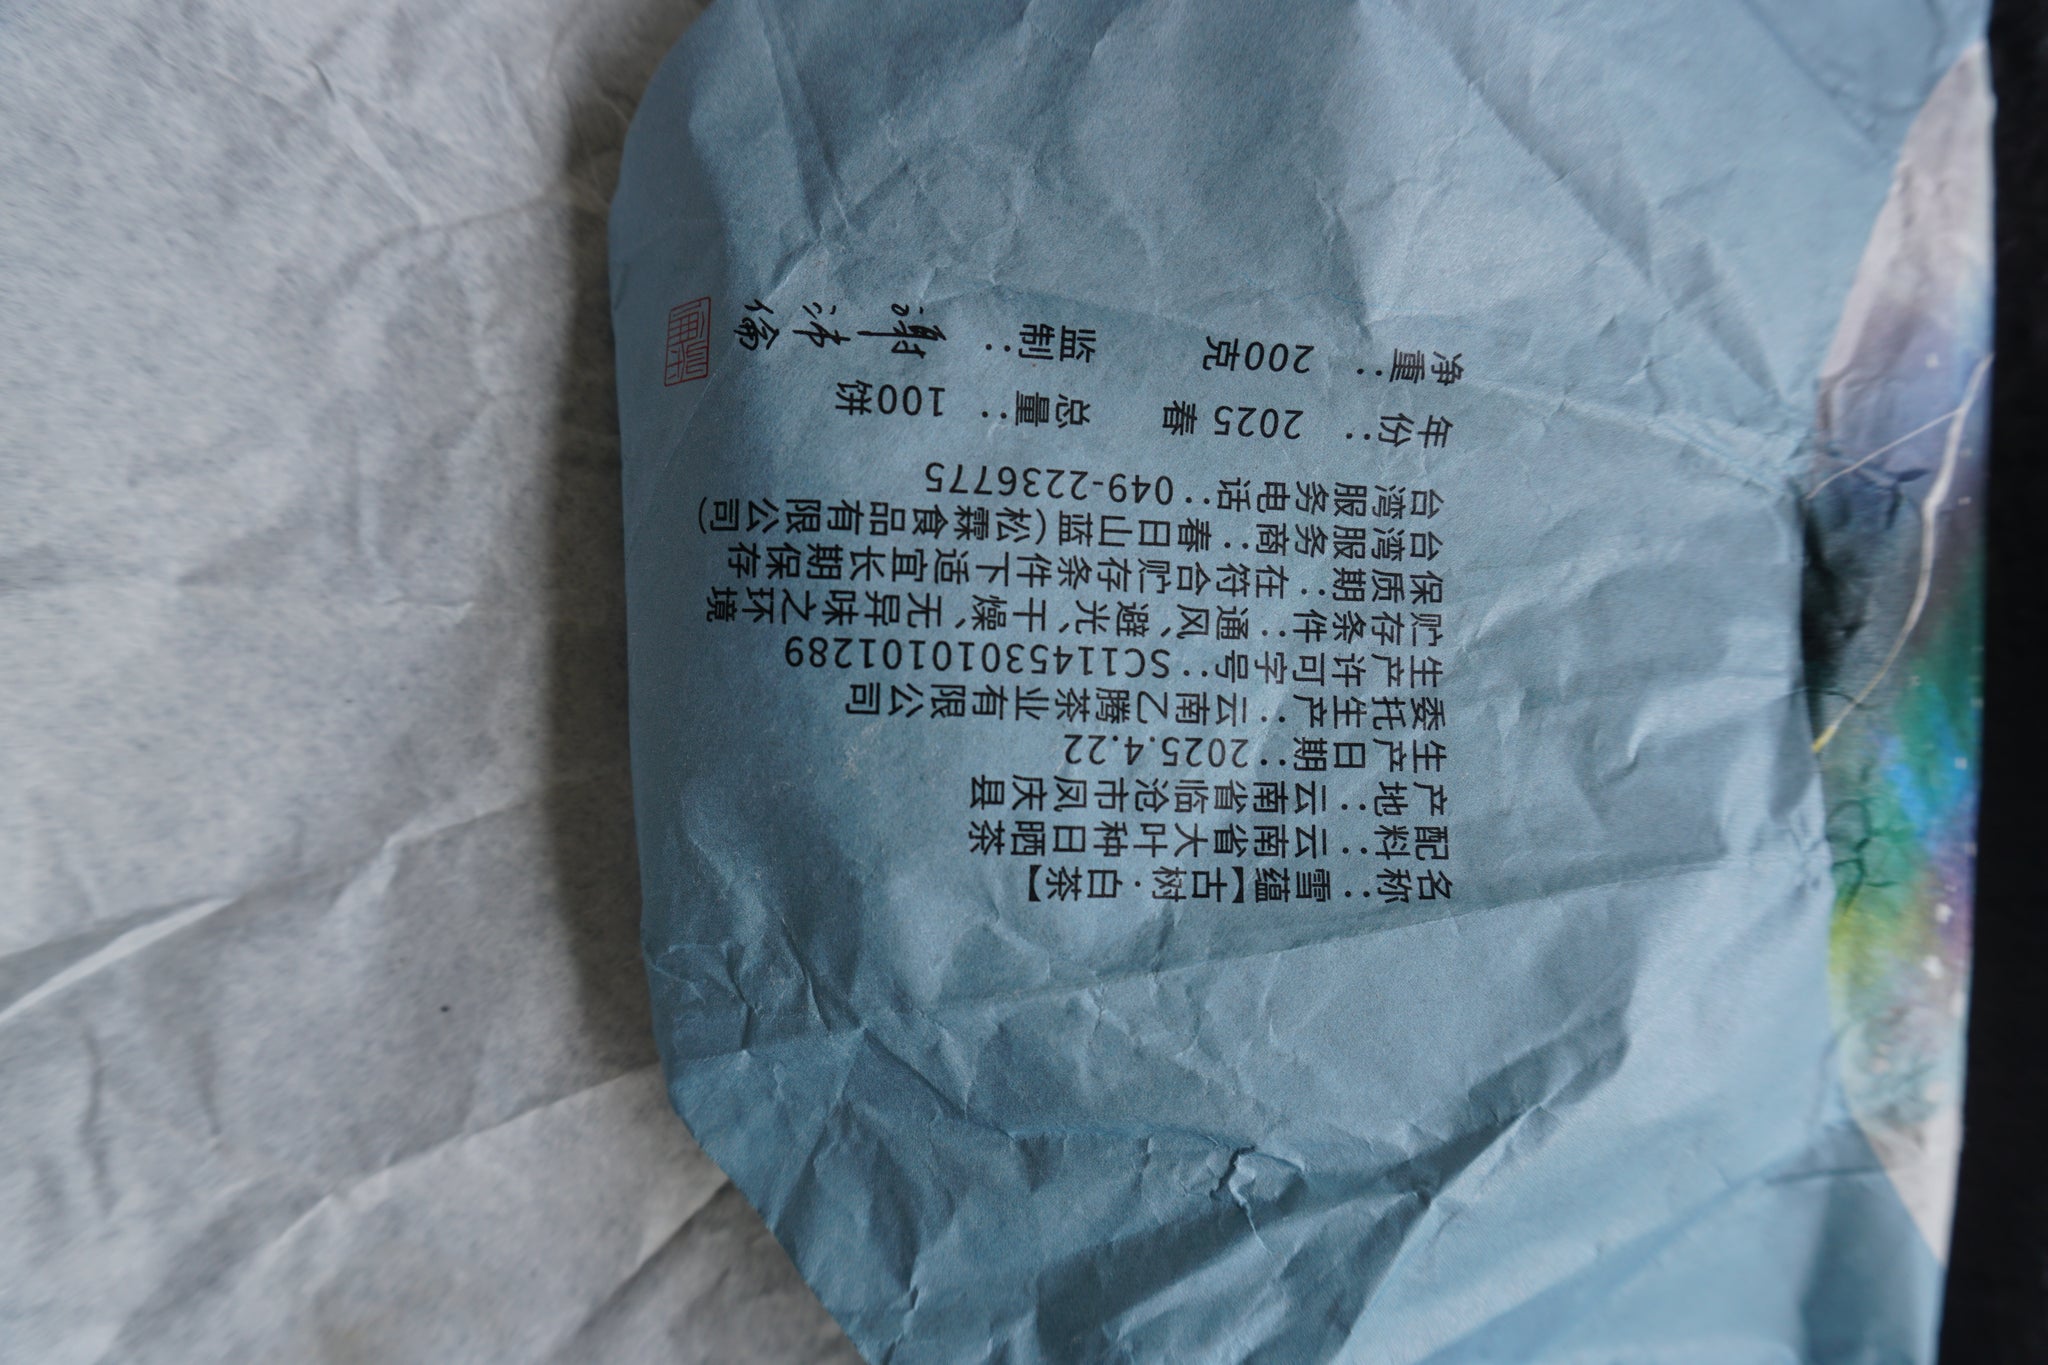 名称：雪蕴【古树·白茶】
配料：云南省大叶种日晒茶
产地：云南省临沧市凤庆县
生产日期：2025.4.22
委托生产：云南乙腾茶业有限公司
生产许可字号：SC11453010101289
贮存条件：通风、避光、干燥、无异味之环境
保质期：在符合贮存条件下适宜长期保存
台湾服务商：春日山蓝(松霖食品有限公司)
台湾服务电话：049-2236775
年份：2025 春 总量：100饼
净重：200克 监制：謝沐倫